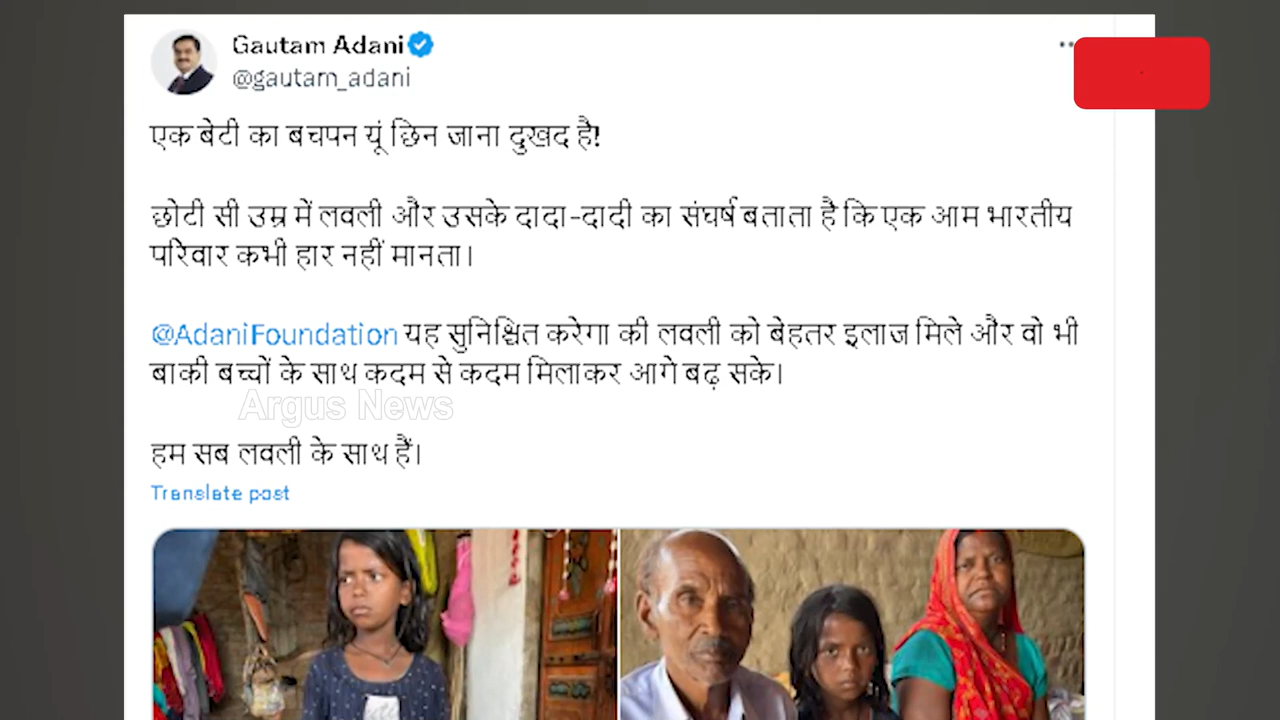 Gautam Adani
@gautam_adani
एक बेटी का बचपन यूं छिन जाना दुखद है!
छोटी सी उम्र में लवली और उसके दादा-दादी का संघर्ष बताता है कि एक आम भारतीय
परिवार कभी हार नहीं मानता।
@AdaniFoundation यह सुनिश्चित करेगा की लवली को बेहतर इलाज मिले और वो भी
बाकी बच्चों के साथ कदम से कदम मिलाकर आगे बढ़ सके।
Argus News
हम सब लवली के साथ हैं।
Translate post